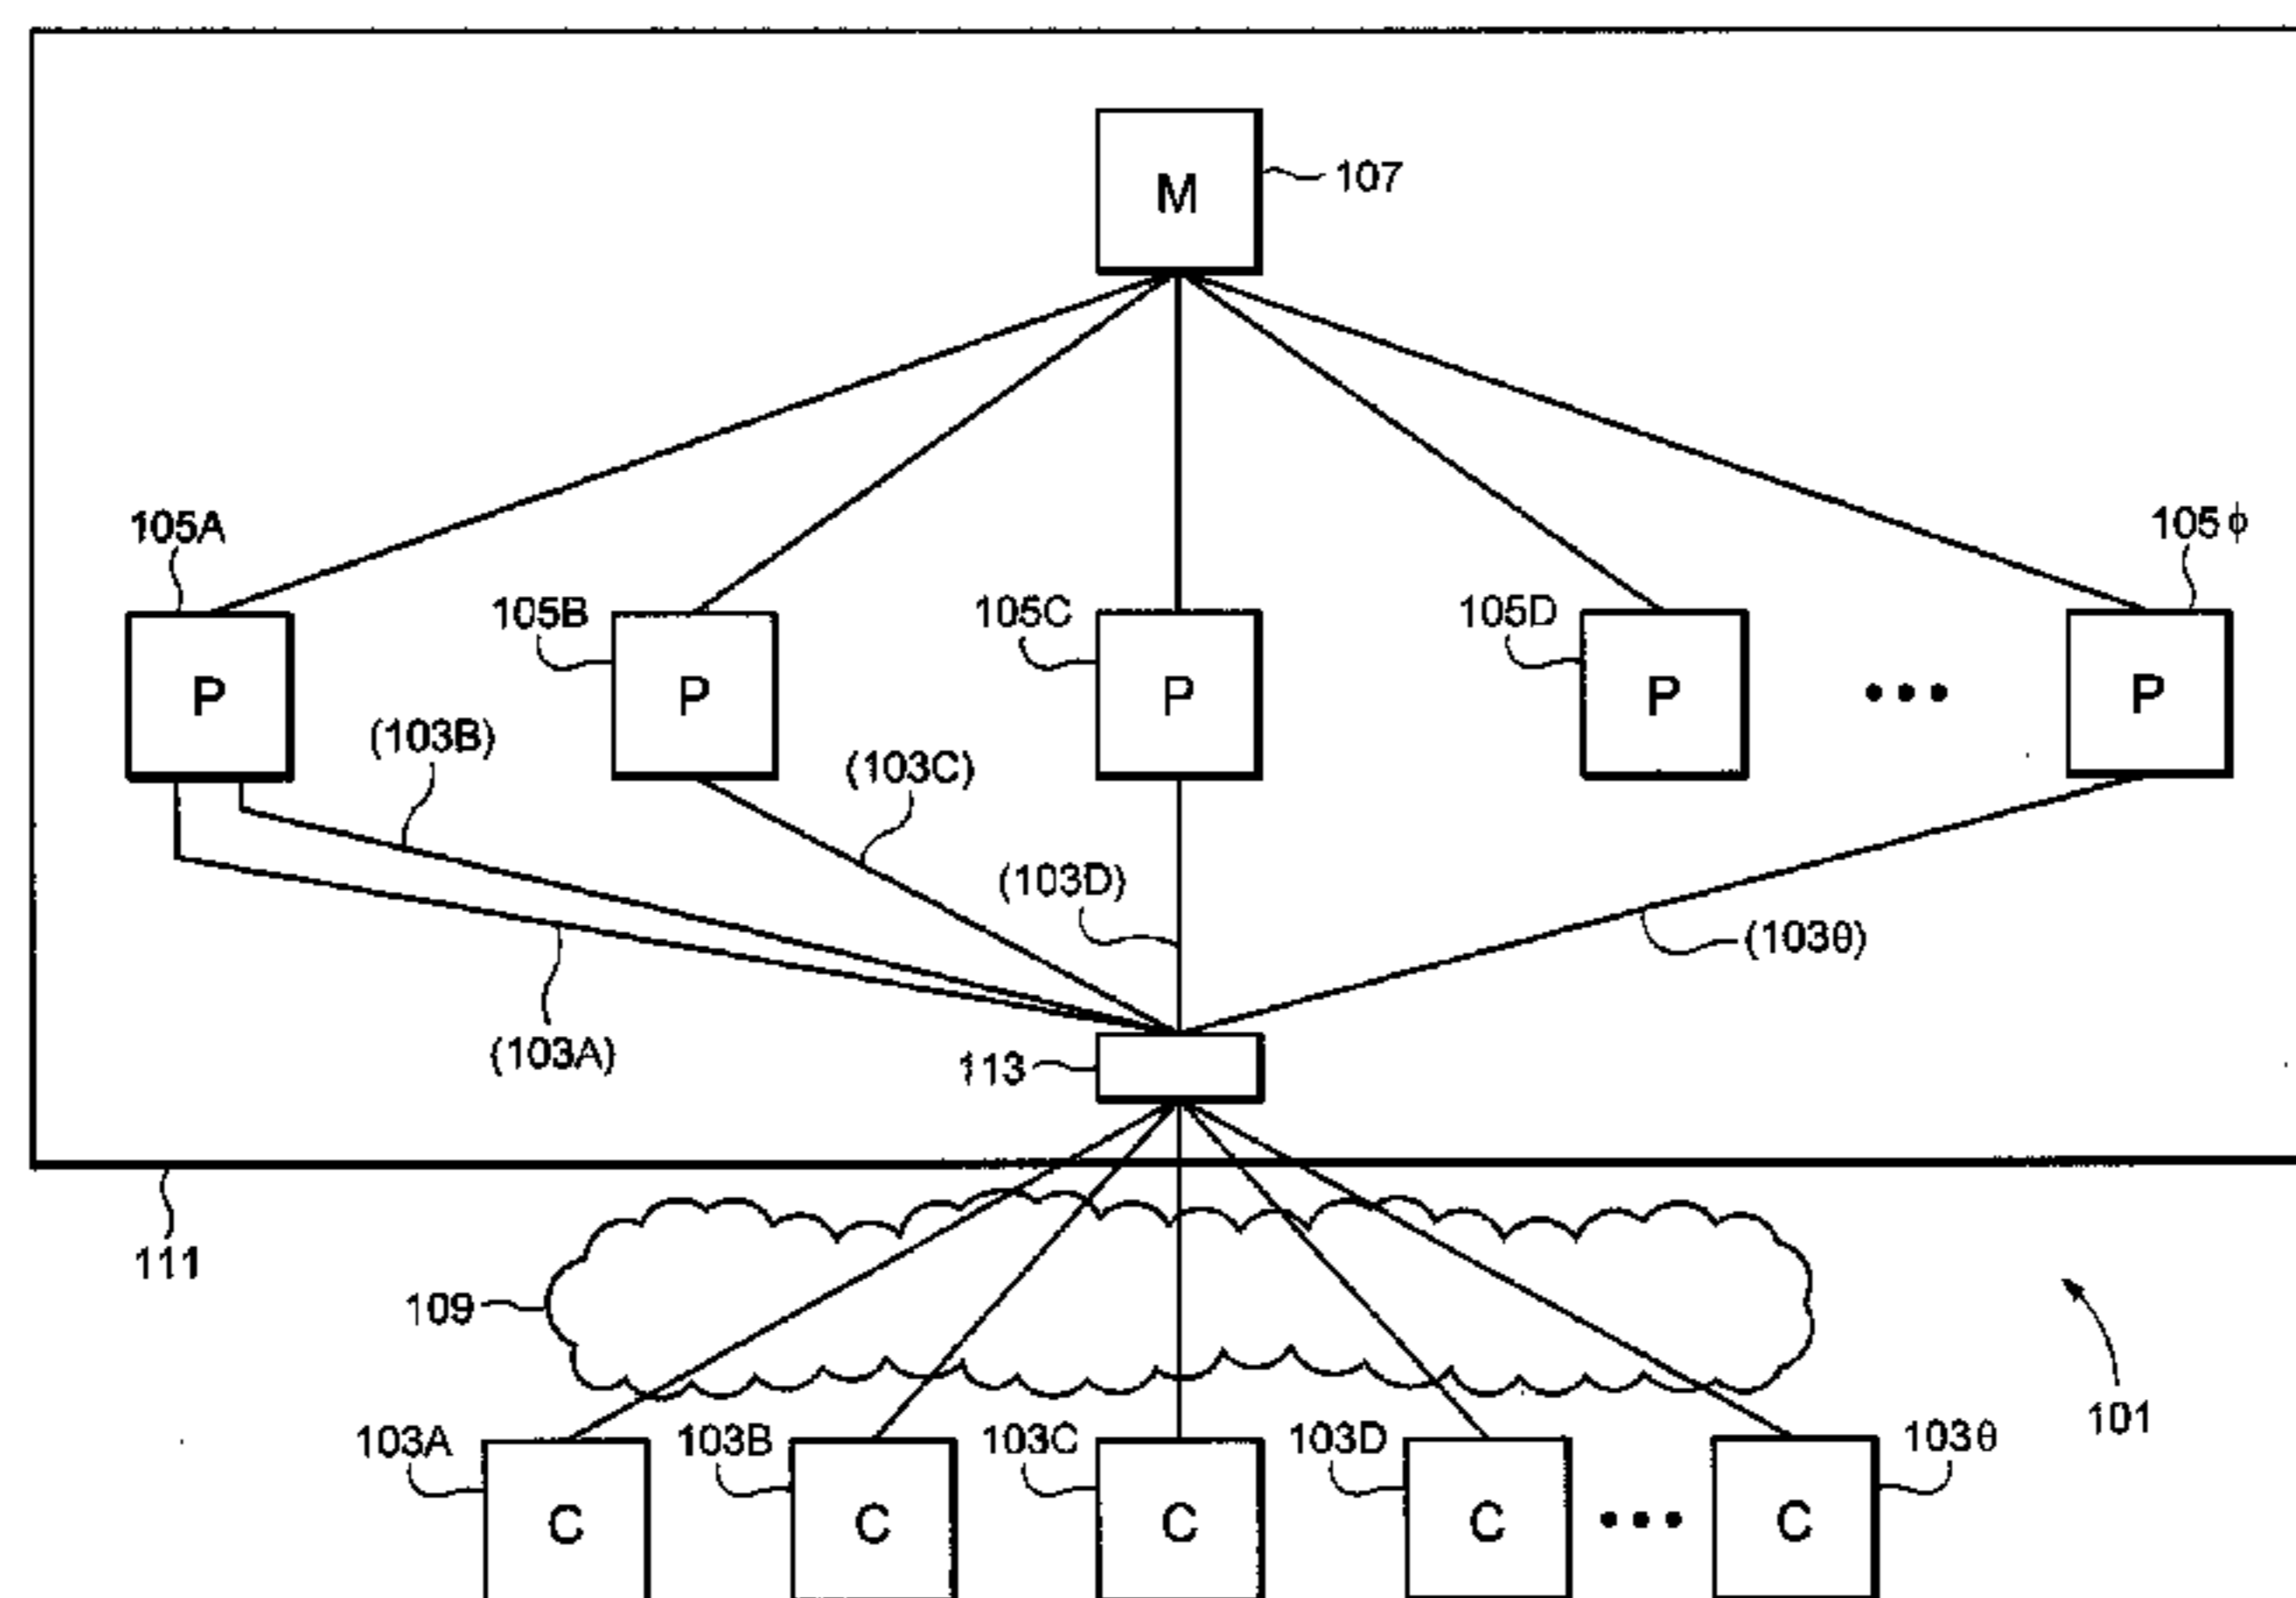 M
107
105A
105B
105C
105D
105ϕ
P
P
P
P
• • •
P
(103B)
(103C)
(103D)
(103θ)
(103A)
113
111
109
101
103A
103B
103C
103D
103θ
C
C
C
C
• • •
C